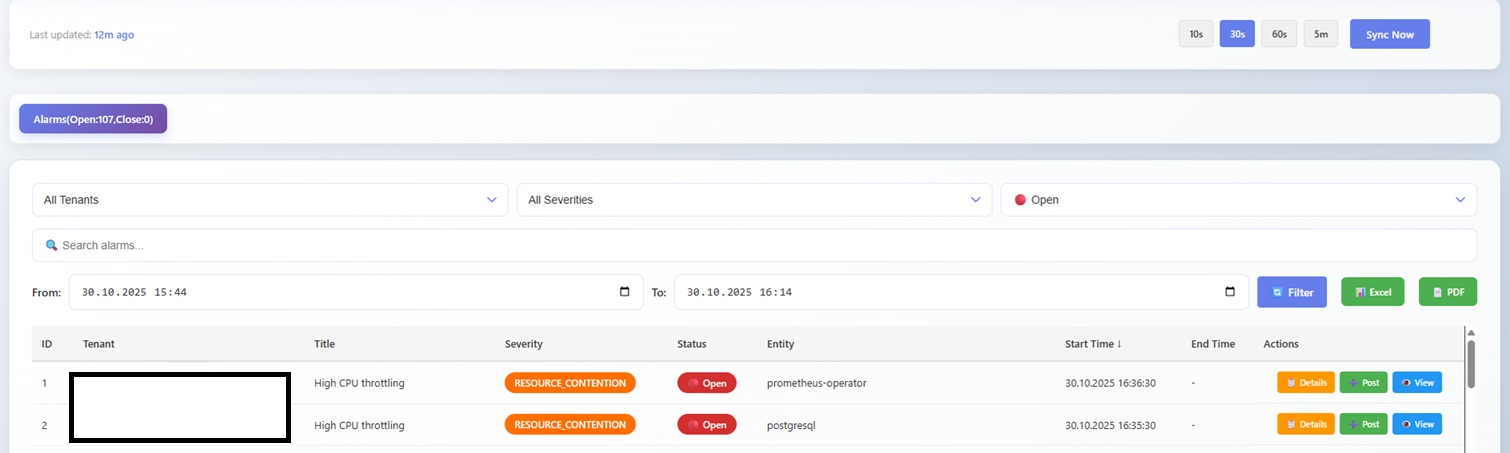 Last updated: 12m ago
10s 30s 60s 5m Sync Now
Alarms(Open:107,Close:0)
All Tenants All Severities Open
Search alarms...
From: 30.10.2025 15:44 To: 30.10.2025 16:14 Filter Excel PDF
ID Tenant Title Severity Status Entity Start Time ↓ End Time Actions
1 High CPU throttling RESOURCE_CONTENTION Open prometheus-operator 30.10.2025 16:36:30 - Details Post View
2 High CPU throttling RESOURCE_CONTENTION Open postgresql 30.10.2025 16:35:30 - Details Post View